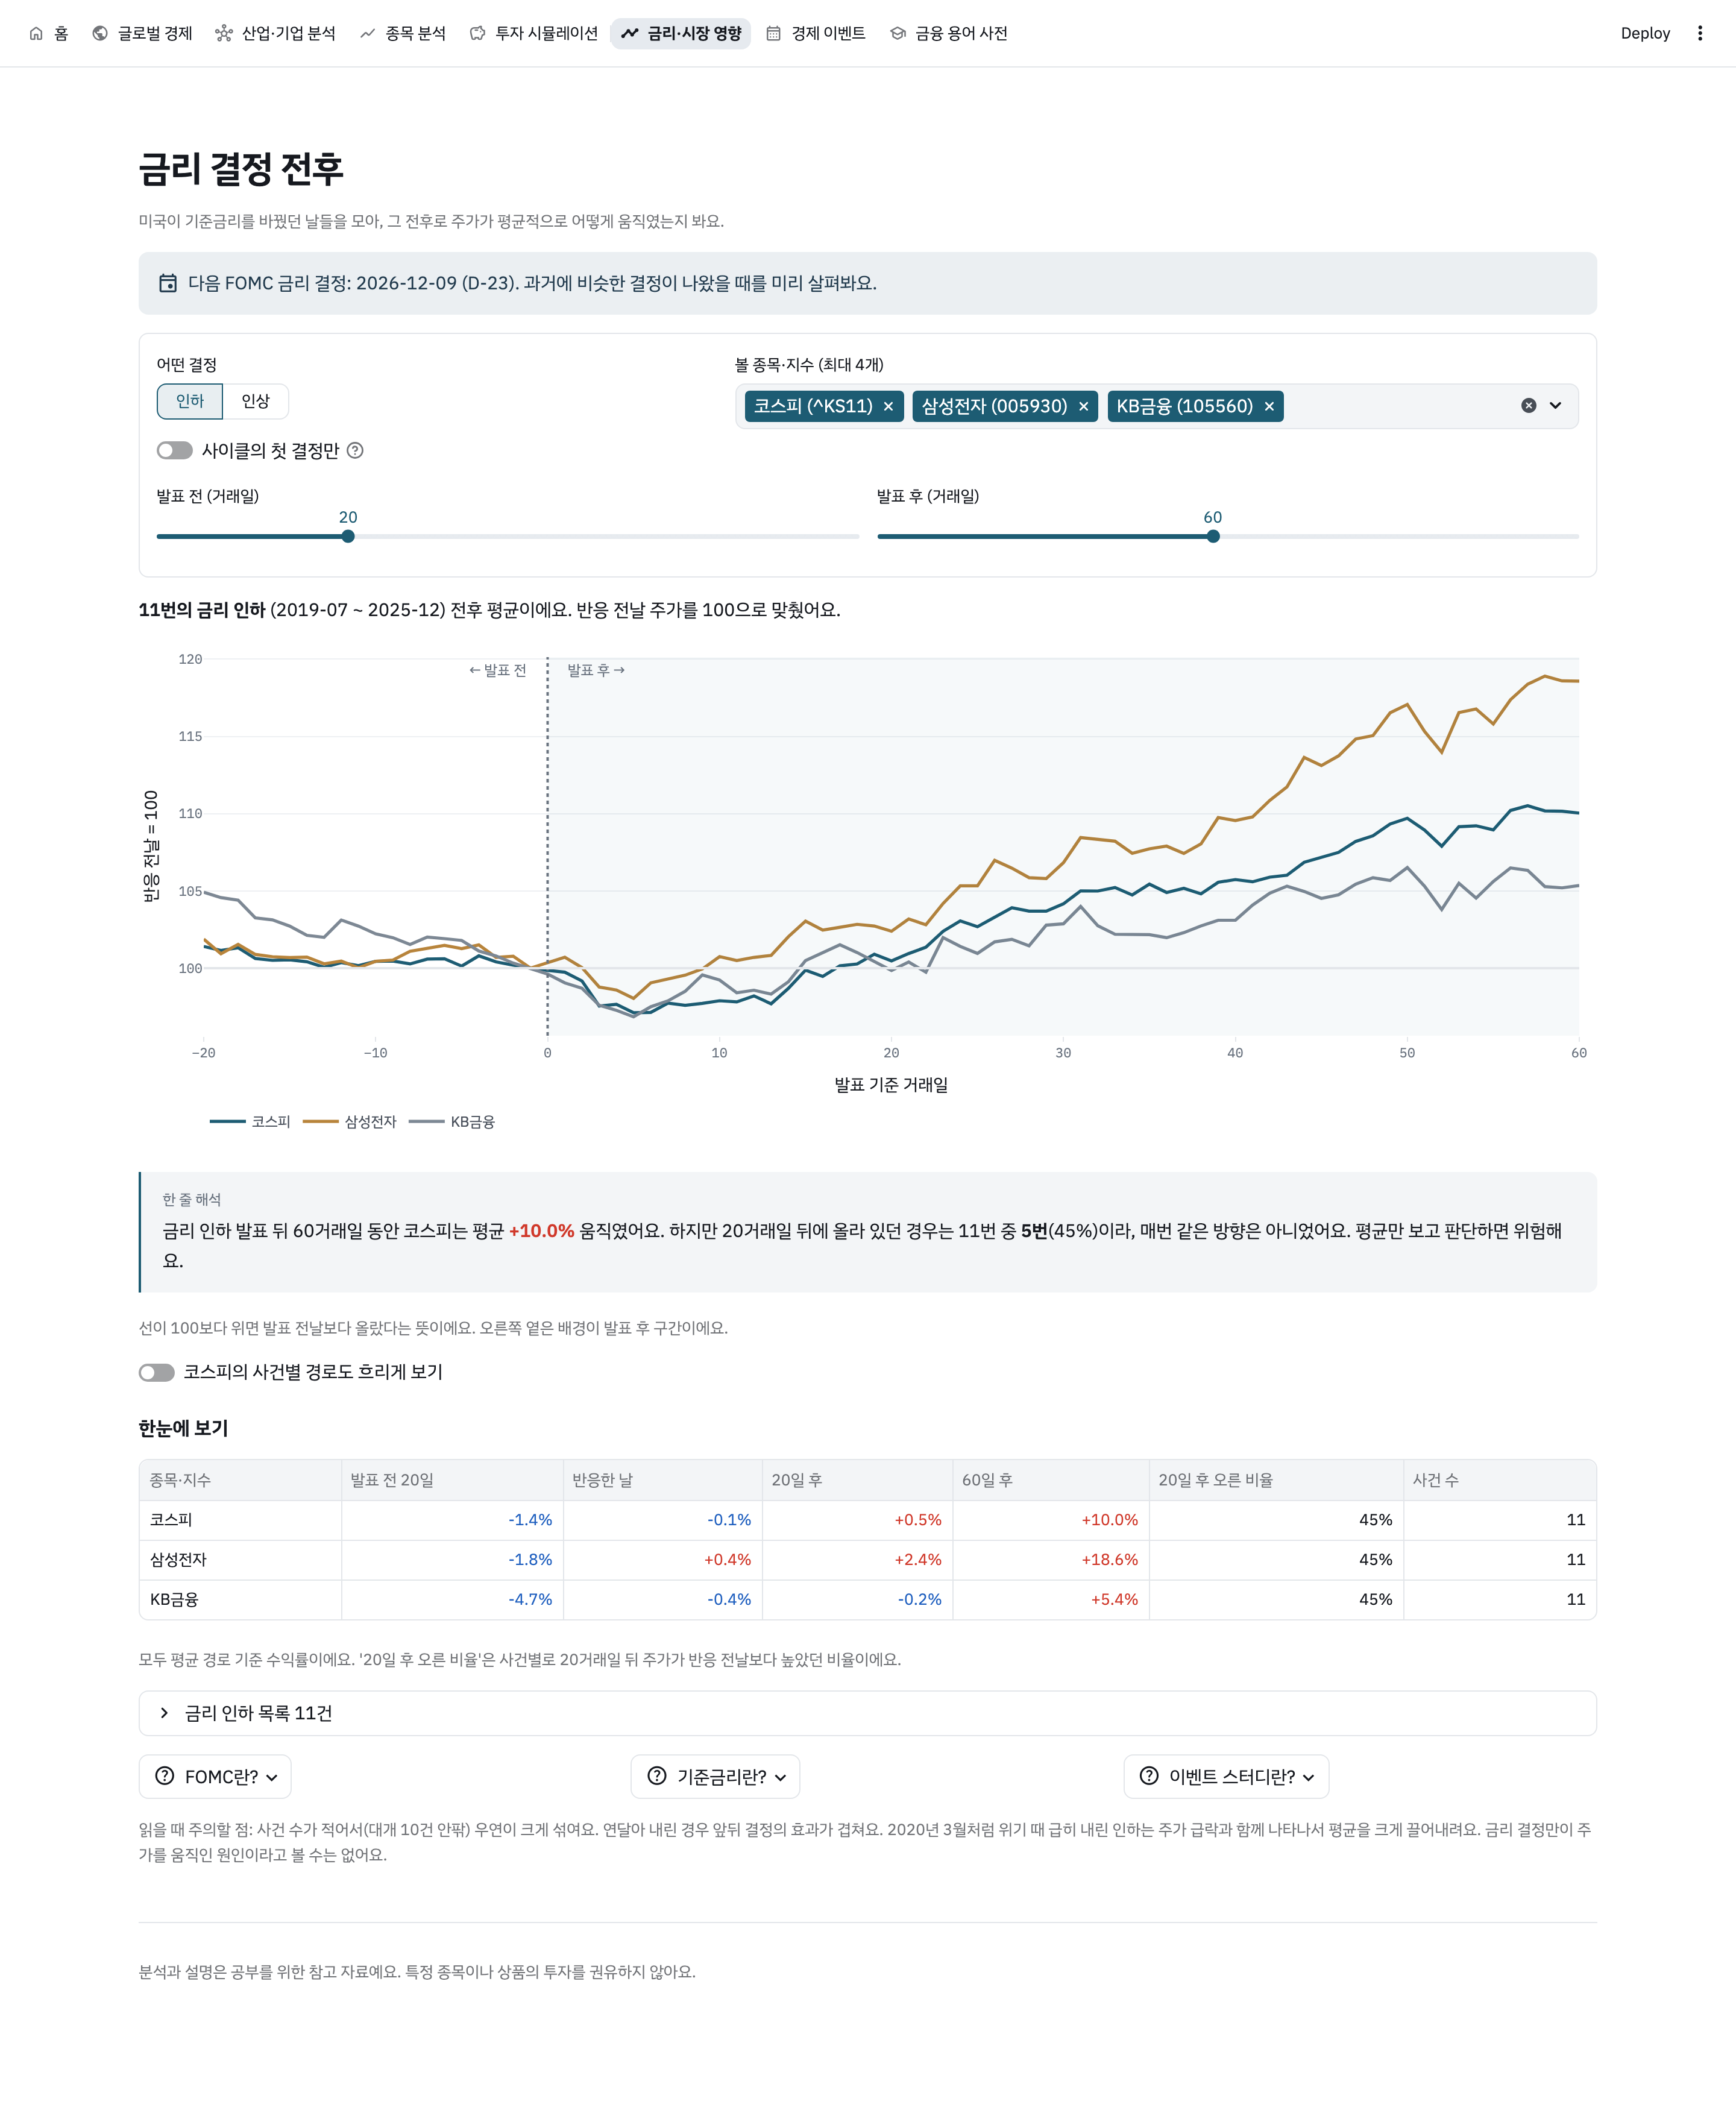 홈 글로벌 경제 산업·기업 분석 종목 분석 투자 시뮬레이션 금리·시장 영향 경제 이벤트 금융 용어 사전 Deploy
금리 결정 전후
미국이 기준금리를 바꿨던 날들을 모아, 그 전후로 주가가 평균적으로 어떻게 움직였는지 봐요.
다음 FOMC 금리 결정: 2026-12-09 (D-23). 과거에 비슷한 결정이 나왔을 때를 미리 살펴봐요.
어떤 결정
인하 인상
사이클의 첫 결정만
볼 종목·지수 (최대 4개)
코스피 (^KS11) 삼성전자 (005930) KB금융 (105560)
발표 전 (거래일)
20
발표 후 (거래일)
60
11번의 금리 인하 (2019-07 ~ 2025-12) 전후 평균이에요. 반응 전날 주가를 100으로 맞췄어요.
← 발표 전 발표 후 →
120
115
110
105
100
반응 전날 = 100
−20 −10 0 10 20 30 40 50 60
발표 기준 거래일
코스피 삼성전자 KB금융
한 줄 해석
금리 인하 발표 뒤 60거래일 동안 코스피는 평균 +10.0% 움직였어요. 하지만 20거래일 뒤에 올라 있던 경우는 11번 중 5번(45%)이라, 매번 같은 방향은 아니었어요. 평균만 보고 판단하면 위험해
요.
선이 100보다 위면 발표 전날보다 올랐다는 뜻이에요. 오른쪽 옅은 배경이 발표 후 구간이에요.
코스피의 사건별 경로도 흐리게 보기
한눈에 보기
종목·지수 발표 전 20일 반응한 날 20일 후 60일 후 20일 후 오른 비율 사건 수
코스피 -1.4% -0.1% +0.5% +10.0% 45% 11
삼성전자 -1.8% +0.4% +2.4% +18.6% 45% 11
KB금융 -4.7% -0.4% -0.2% +5.4% 45% 11
모두 평균 경로 기준 수익률이에요. '20일 후 오른 비율'은 사건별로 20거래일 뒤 주가가 반응 전날보다 높았던 비율이에요.
금리 인하 목록 11건
FOMC란? 기준금리란? 이벤트 스터디란?
읽을 때 주의할 점: 사건 수가 적어서(대개 10건 안팎) 우연이 크게 섞여요. 연달아 내린 경우 앞뒤 결정의 효과가 겹쳐요. 2020년 3월처럼 위기 때 급히 내린 인하는 주가 급락과 함께 나타나서 평균을 크게 끌어내려요. 금리 결정만이 주
가를 움직인 원인이라고 볼 수는 없어요.
분석과 설명은 공부를 위한 참고 자료예요. 특정 종목이나 상품의 투자를 권유하지 않아요.